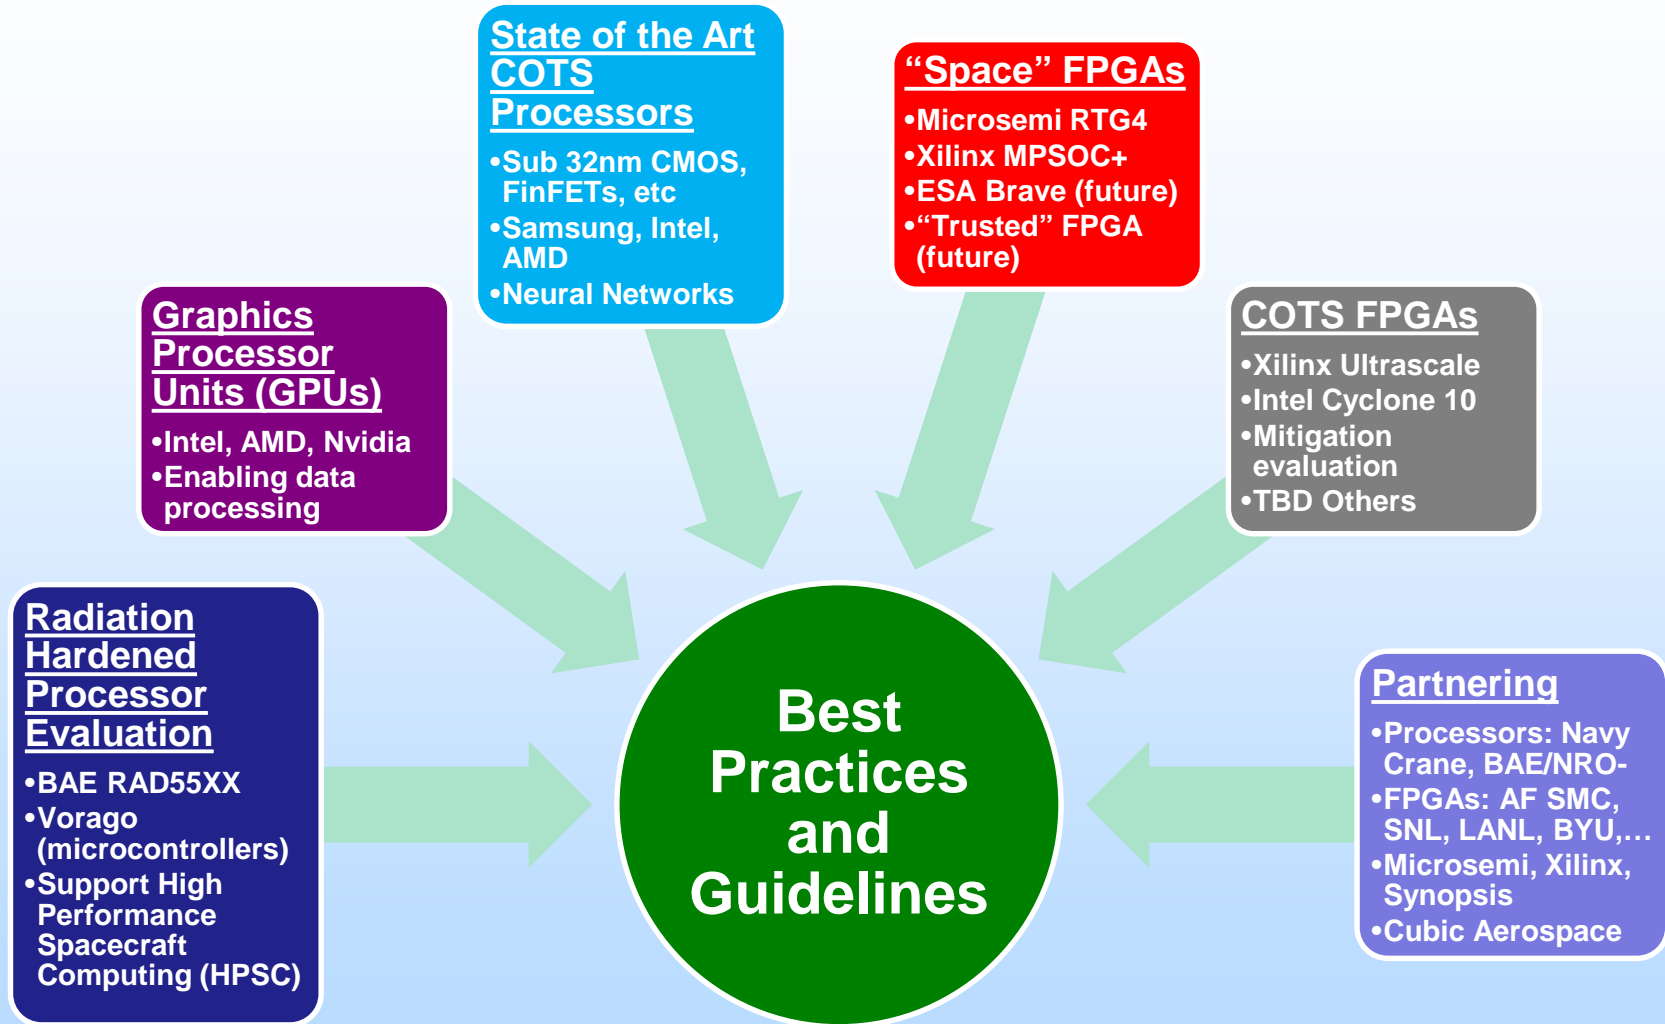 State of the Art
COTS
Processors
•Sub 32nm CMOS,
FinFETs, etc
•Samsung, Intel,
AMD
•Neural Networks
“Space” FPGAs
•Microsemi RTG4
•Xilinx MPSOC+
•ESA Brave (future)
•“Trusted” FPGA
(future)
Graphics
Processor
Units (GPUs)
•Intel, AMD, Nvidia
•Enabling data
processing
COTS FPGAs
•Xilinx Ultrascale
•Intel Cyclone 10
•Mitigation
evaluation
•TBD Others
Radiation
Hardened
Processor
Evaluation
•BAE RAD55XX
•Vorago
(microcontrollers)
•Support High
Performance
Spacecraft
Computing (HPSC)
Best
Practices
and
Guidelines
Partnering
•Processors: Navy
Crane, BAE/NRO-
•FPGAs: AF SMC,
SNL, LANL, BYU,…
•Microsemi, Xilinx,
Synopsis
•Cubic Aerospace